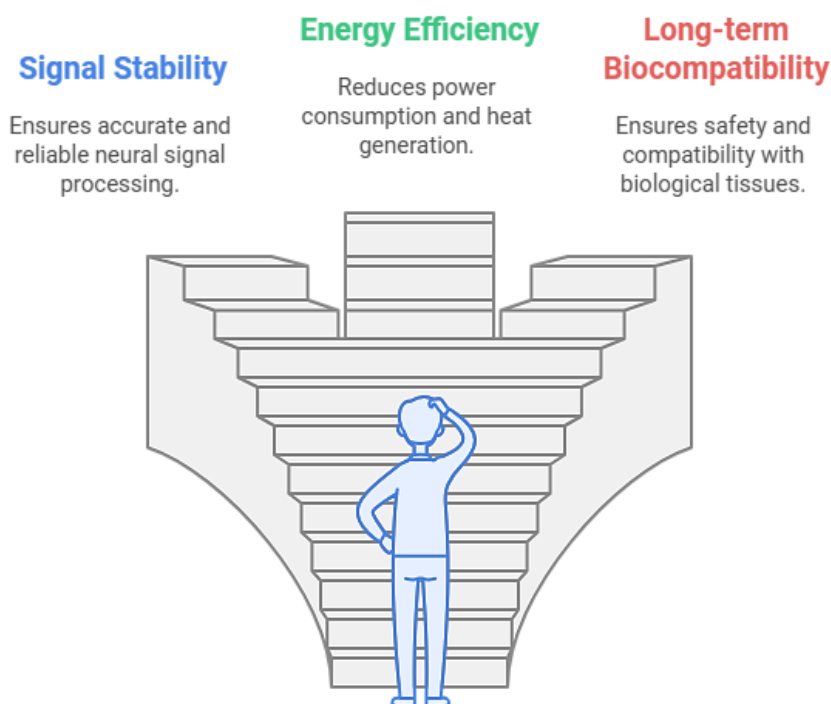 Signal Stability
Ensures accurate and
reliable neural signal
processing.
Energy Efficiency
Reduces power
consumption and heat
generation.
Long-term
Biocompatibility
Ensures safety and
compatibility with
biological tissues.